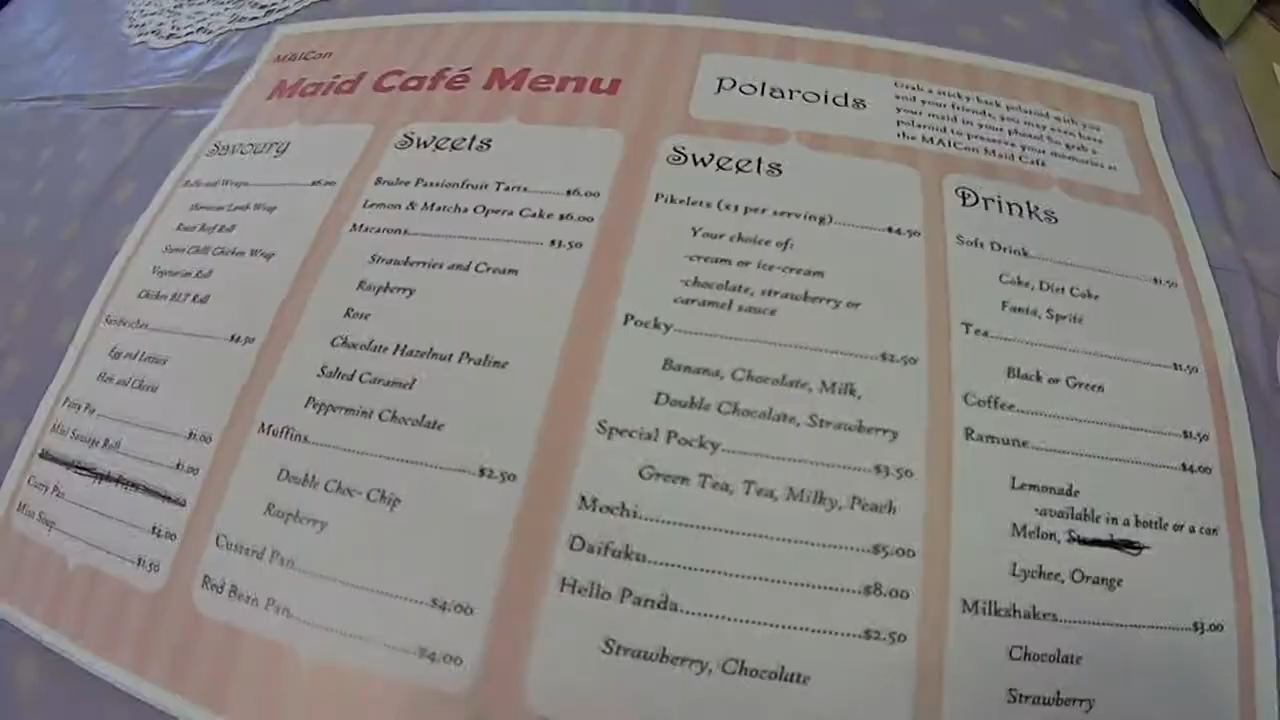 MAICon
Maid Café Menu
Polaroids
Grab a sticky-back polaroid with you
and your friends, you may even have
your maid in your photo! So grab a
polaroid to preserve your memories at
the MAICon Maid Café
Savoury
Rolls and Wraps..........$6.00
Moroccan Lamb Wrap
Roast Beef Roll
Sweet Chilli Chicken Wrap
Vegetarian Roll
Chicken BLT Roll
Sandwiches..........$4.50
Egg and Lettuce
Ham and Cheese
Party Pie..........$1.00
Mini Sausage Roll..........$1.00
Curry Pan..........$4.00
Miso Soup..........$1.50
Sweets
Brulee Passionfruit Tarts..........$6.00
Lemon & Matcha Opera Cake $6.00
Macarons..........$3.50
Strawberries and Cream
Raspberry
Rose
Chocolate Hazelnut Praline
Salted Caramel
Peppermint Chocolate
Muffins..........$2.50
Double Choc- Chip
Raspberry
Custard Pan..........$4.00
Red Bean Pan..........$4.00
Sweets
Pikelets (x3 per serving)..........$4.50
Your choice of:
-cream or ice-cream
-chocolate, strawberry or
caramel sauce
Pocky..........$2.50
Banana, Chocolate, Milk,
Double Chocolate, Strawberry
Special Pocky..........$3.50
Green Tea, Tea, Milky, Peach
Mochi..........$5.00
Daifuku..........$8.00
Hello Panda..........$2.50
Strawberry, Chocolate
Drinks
Soft Drink..........$1.50
Coke, Diet Coke
Fanta, Sprite
Tea..........$1.50
Black or Green
Coffee..........$1.50
Ramune..........$4.00
Lemonade
-available in a bottle or a can
Melon,
Lychee, Orange
Milkshakes..........$3.00
Chocolate
Strawberry